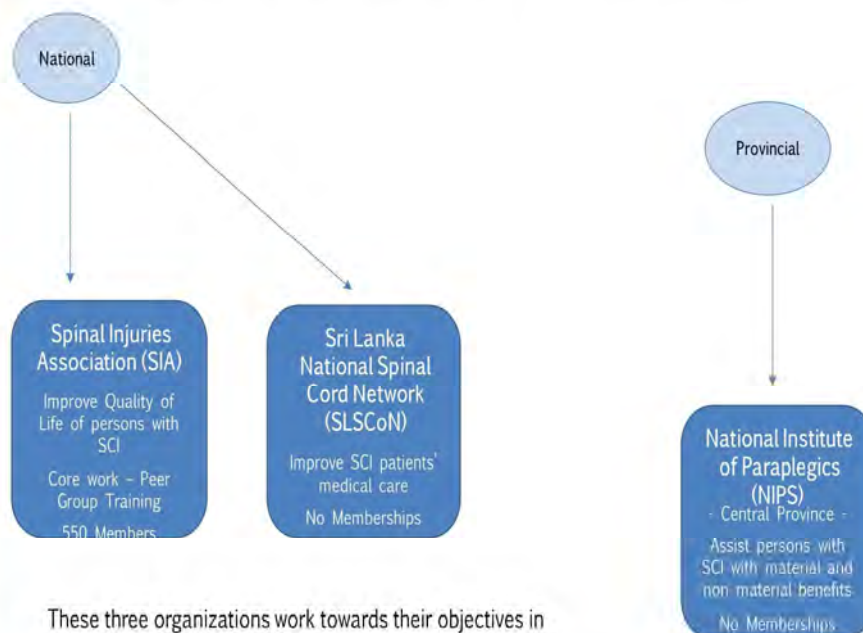 National
Provincial
Spinal Injuries
Association (SIA)
Improve Quality of
Life of persons with
SCI
Core work – Peer
Group Training
550 Members
Sri Lanka
National Spinal
Cord Network
(SLSCoN)
Improve SCI patients'
medical care
No Memberships
National Institute
of Paraplegics
(NIPS)
- Central Province -
Assist persons with
SCI with material and
non material benefits
No Memberships
These three organizations work towards their objectives in